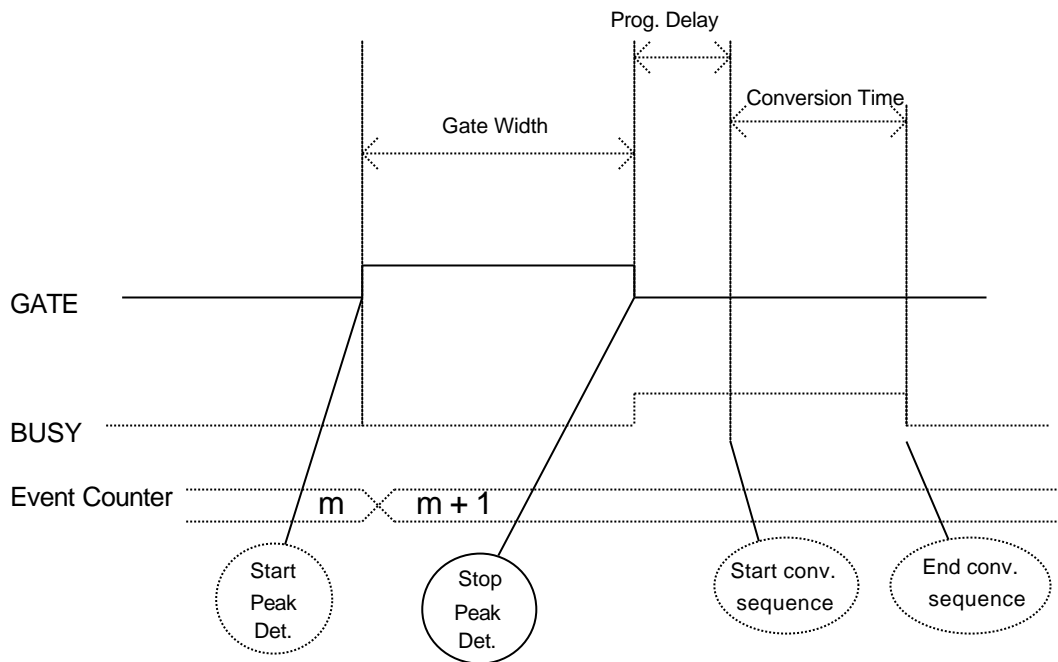 Prog. Delay
Conversion Time
Gate Width
GATE
BUSY
Event Counter
m
m + 1
Start
Peak
Det.
Stop
Peak
Det.
Start conv.
sequence
End conv.
sequence